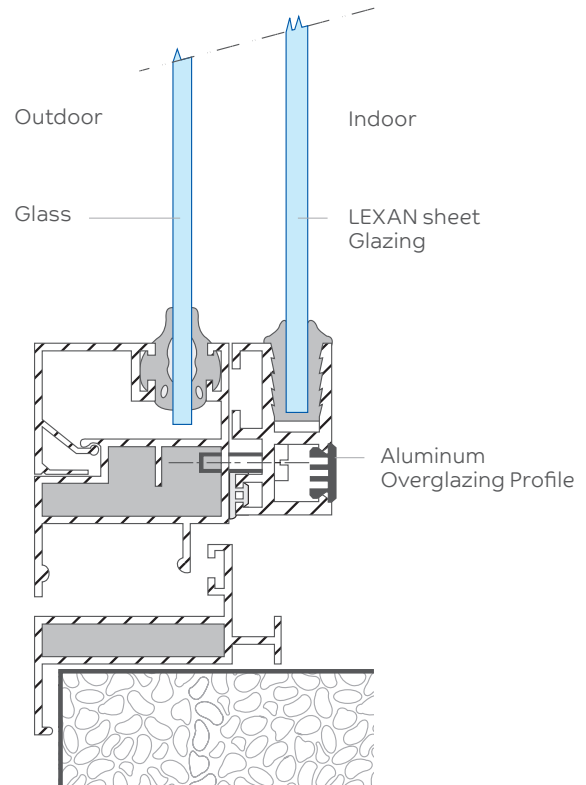 Outdoor
Indoor
Glass
LEXAN sheet
Glazing
Aluminum
Overglazing Profile